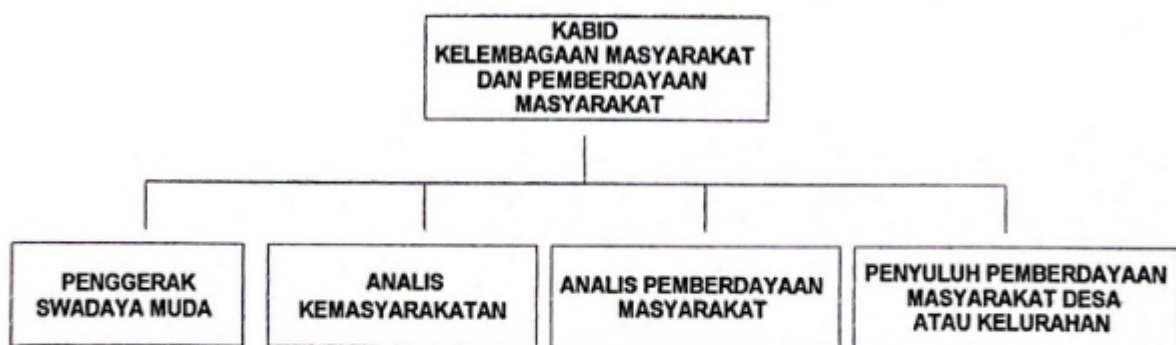 KABID
KELEMBAGAAN MASYARAKAT
DAN PEMBERDAYAAN
MASYARAKAT
PENGGERAK
SWADAYA MUDA
ANALIS
KEMASYARAKATAN
ANALIS PEMBERDAYAAN
MASYARAKAT
PENYULUH PEMBERDAYAAN
MASYARAKAT DESA
ATAU KELURAHAN